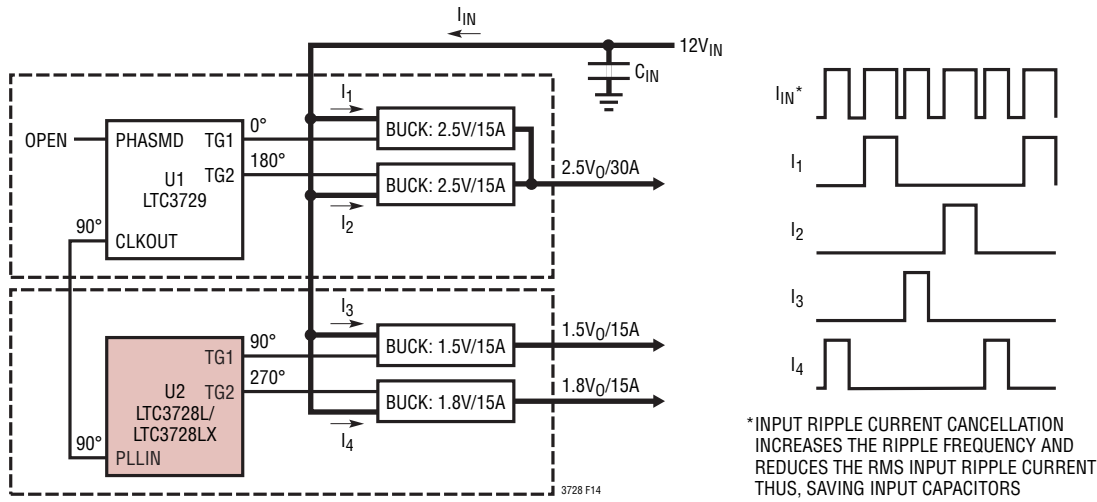 I_IN
12V_IN
C_IN
I_1
BUCK: 2.5V/15A
OPEN
PHASMD
TG1
0°
U1
LTC3729
TG2
180°
BUCK: 2.5V/15A
2.5V_O/30A
I_2
90°
CLKOUT
I_3
BUCK: 1.5V/15A
1.5V_O/15A
TG1
90°
U2
LTC3728L/
LTC3728LX
TG2
270°
BUCK: 1.8V/15A
1.8V_O/15A
I_4
90°
PLLIN
3728 F14
I_IN*
I_1
I_2
I_3
I_4
*INPUT RIPPLE CURRENT CANCELLATION
INCREASES THE RIPPLE FREQUENCY AND
REDUCES THE RMS INPUT RIPPLE CURRENT
THUS, SAVING INPUT CAPACITORS